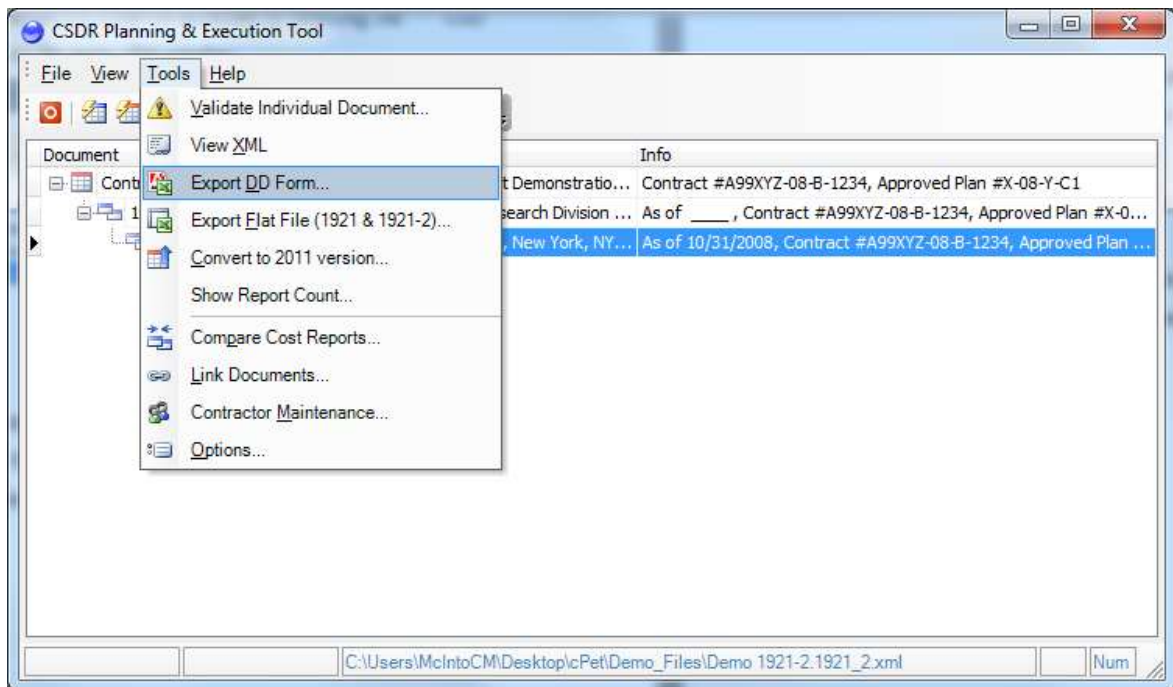 CSDR Planning & Execution Tool
File View Tools Help
Validate Individual Document...
View XML
Export DD Form...
Export Flat File (1921 & 1921-2)...
Convert to 2011 version...
Show Report Count...
Compare Cost Reports...
Link Documents...
Contractor Maintenance...
Options...
Document Info
Cont t Demonstratio... Contract #A99XYZ-08-B-1234, Approved Plan #X-08-Y-C1
1 search Division ... As of ____ , Contract #A99XYZ-08-B-1234, Approved Plan #X-0...
, New York, NY... As of 10/31/2008, Contract #A99XYZ-08-B-1234, Approved Plan ...
C:\Users\McIntoCM\Desktop\cPet\Demo_Files\Demo 1921-2.1921_2.xml Num